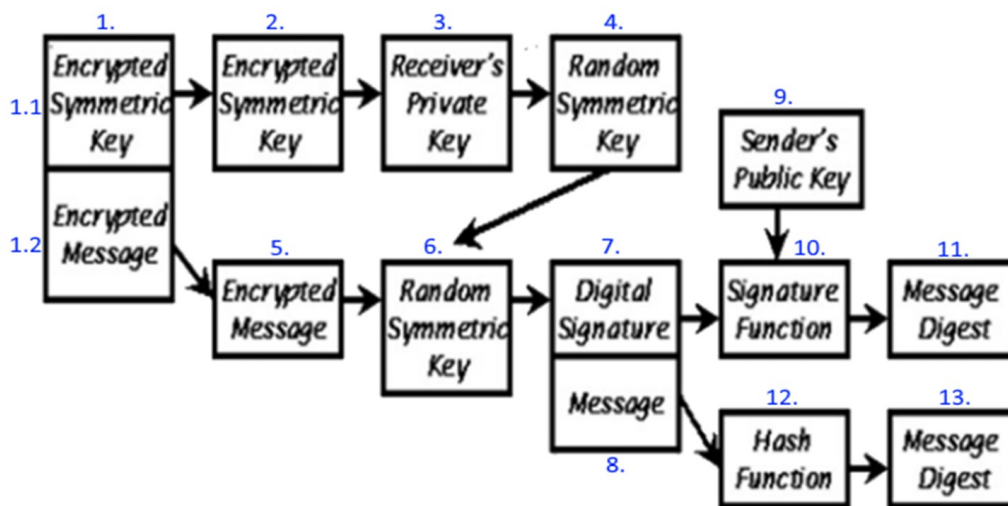 1.
2.
3.
4.
1.1
Encrypted
Symmetric
Key
Encrypted
Symmetric
Key
Receiver's
Private
Key
Random
Symmetric
Key
9.
Sender's
Public Key
1.2
Encrypted
Message
5.
Encrypted
Message
6.
Random
Symmetric
Key
7.
Digital
Signature
10.
Signature
Function
11.
Message
Digest
Message
8.
12.
Hash
Function
13.
Message
Digest